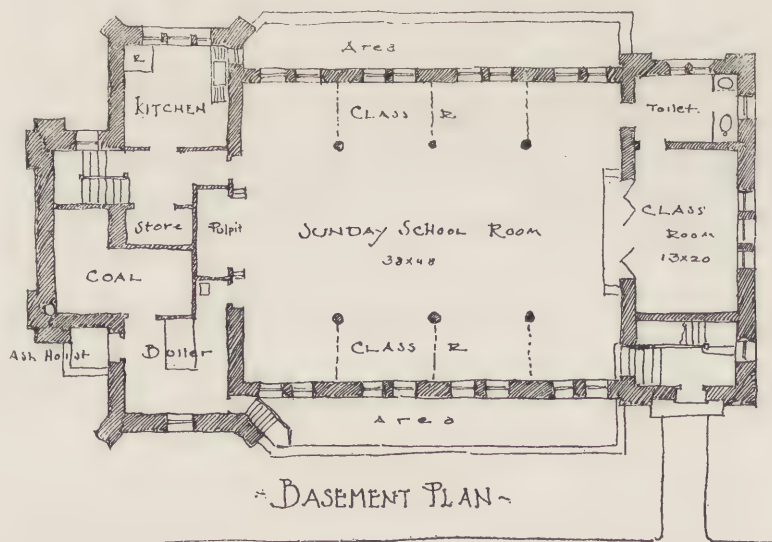 Area
R
KITCHEN
CLASS R
Toilet.
Store
Pulpit
SUNDAY SCHOOL ROOM
38x48
CLASS
ROOM
13x20
COAL
Ash Hoist
Boiler
CLASS R
Area
BASEMENT PLAN